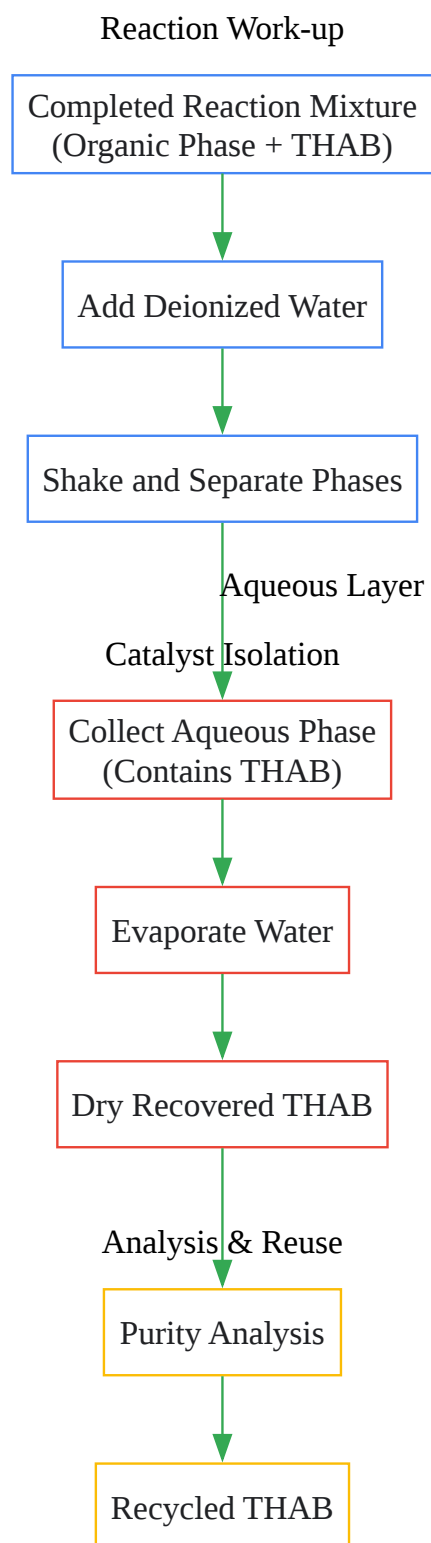 Reaction Work-up
Completed Reaction Mixture
(Organic Phase + THAB)
Add Deionized Water
Shake and Separate Phases
Aqueous Layer
Catalyst Isolation
Collect Aqueous Phase
(Contains THAB)
Evaporate Water
Dry Recovered THAB
Analysis & Reuse
Purity Analysis
Recycled THAB